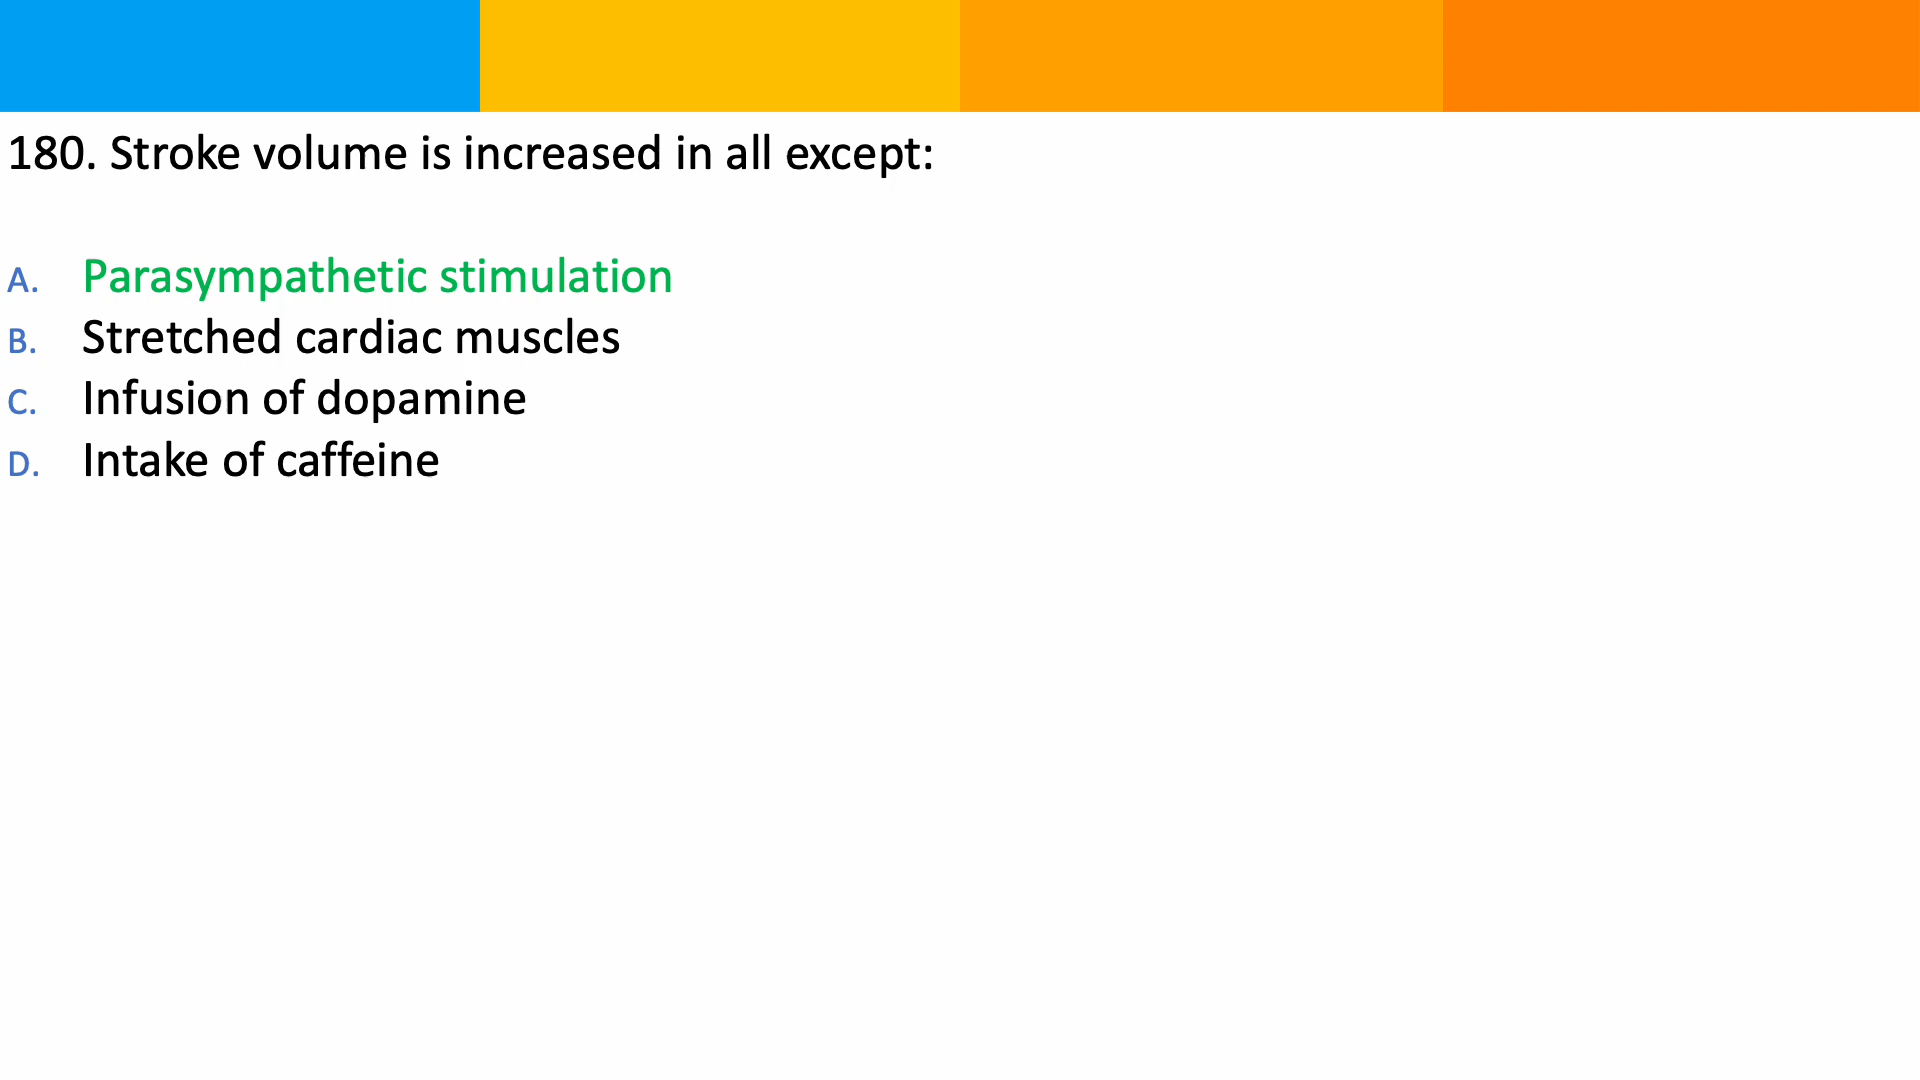 180. Stroke volume is increased in all except:
A. Parasympathetic stimulation
B. Stretched cardiac muscles
C. Infusion of dopamine
D. Intake of caffeine